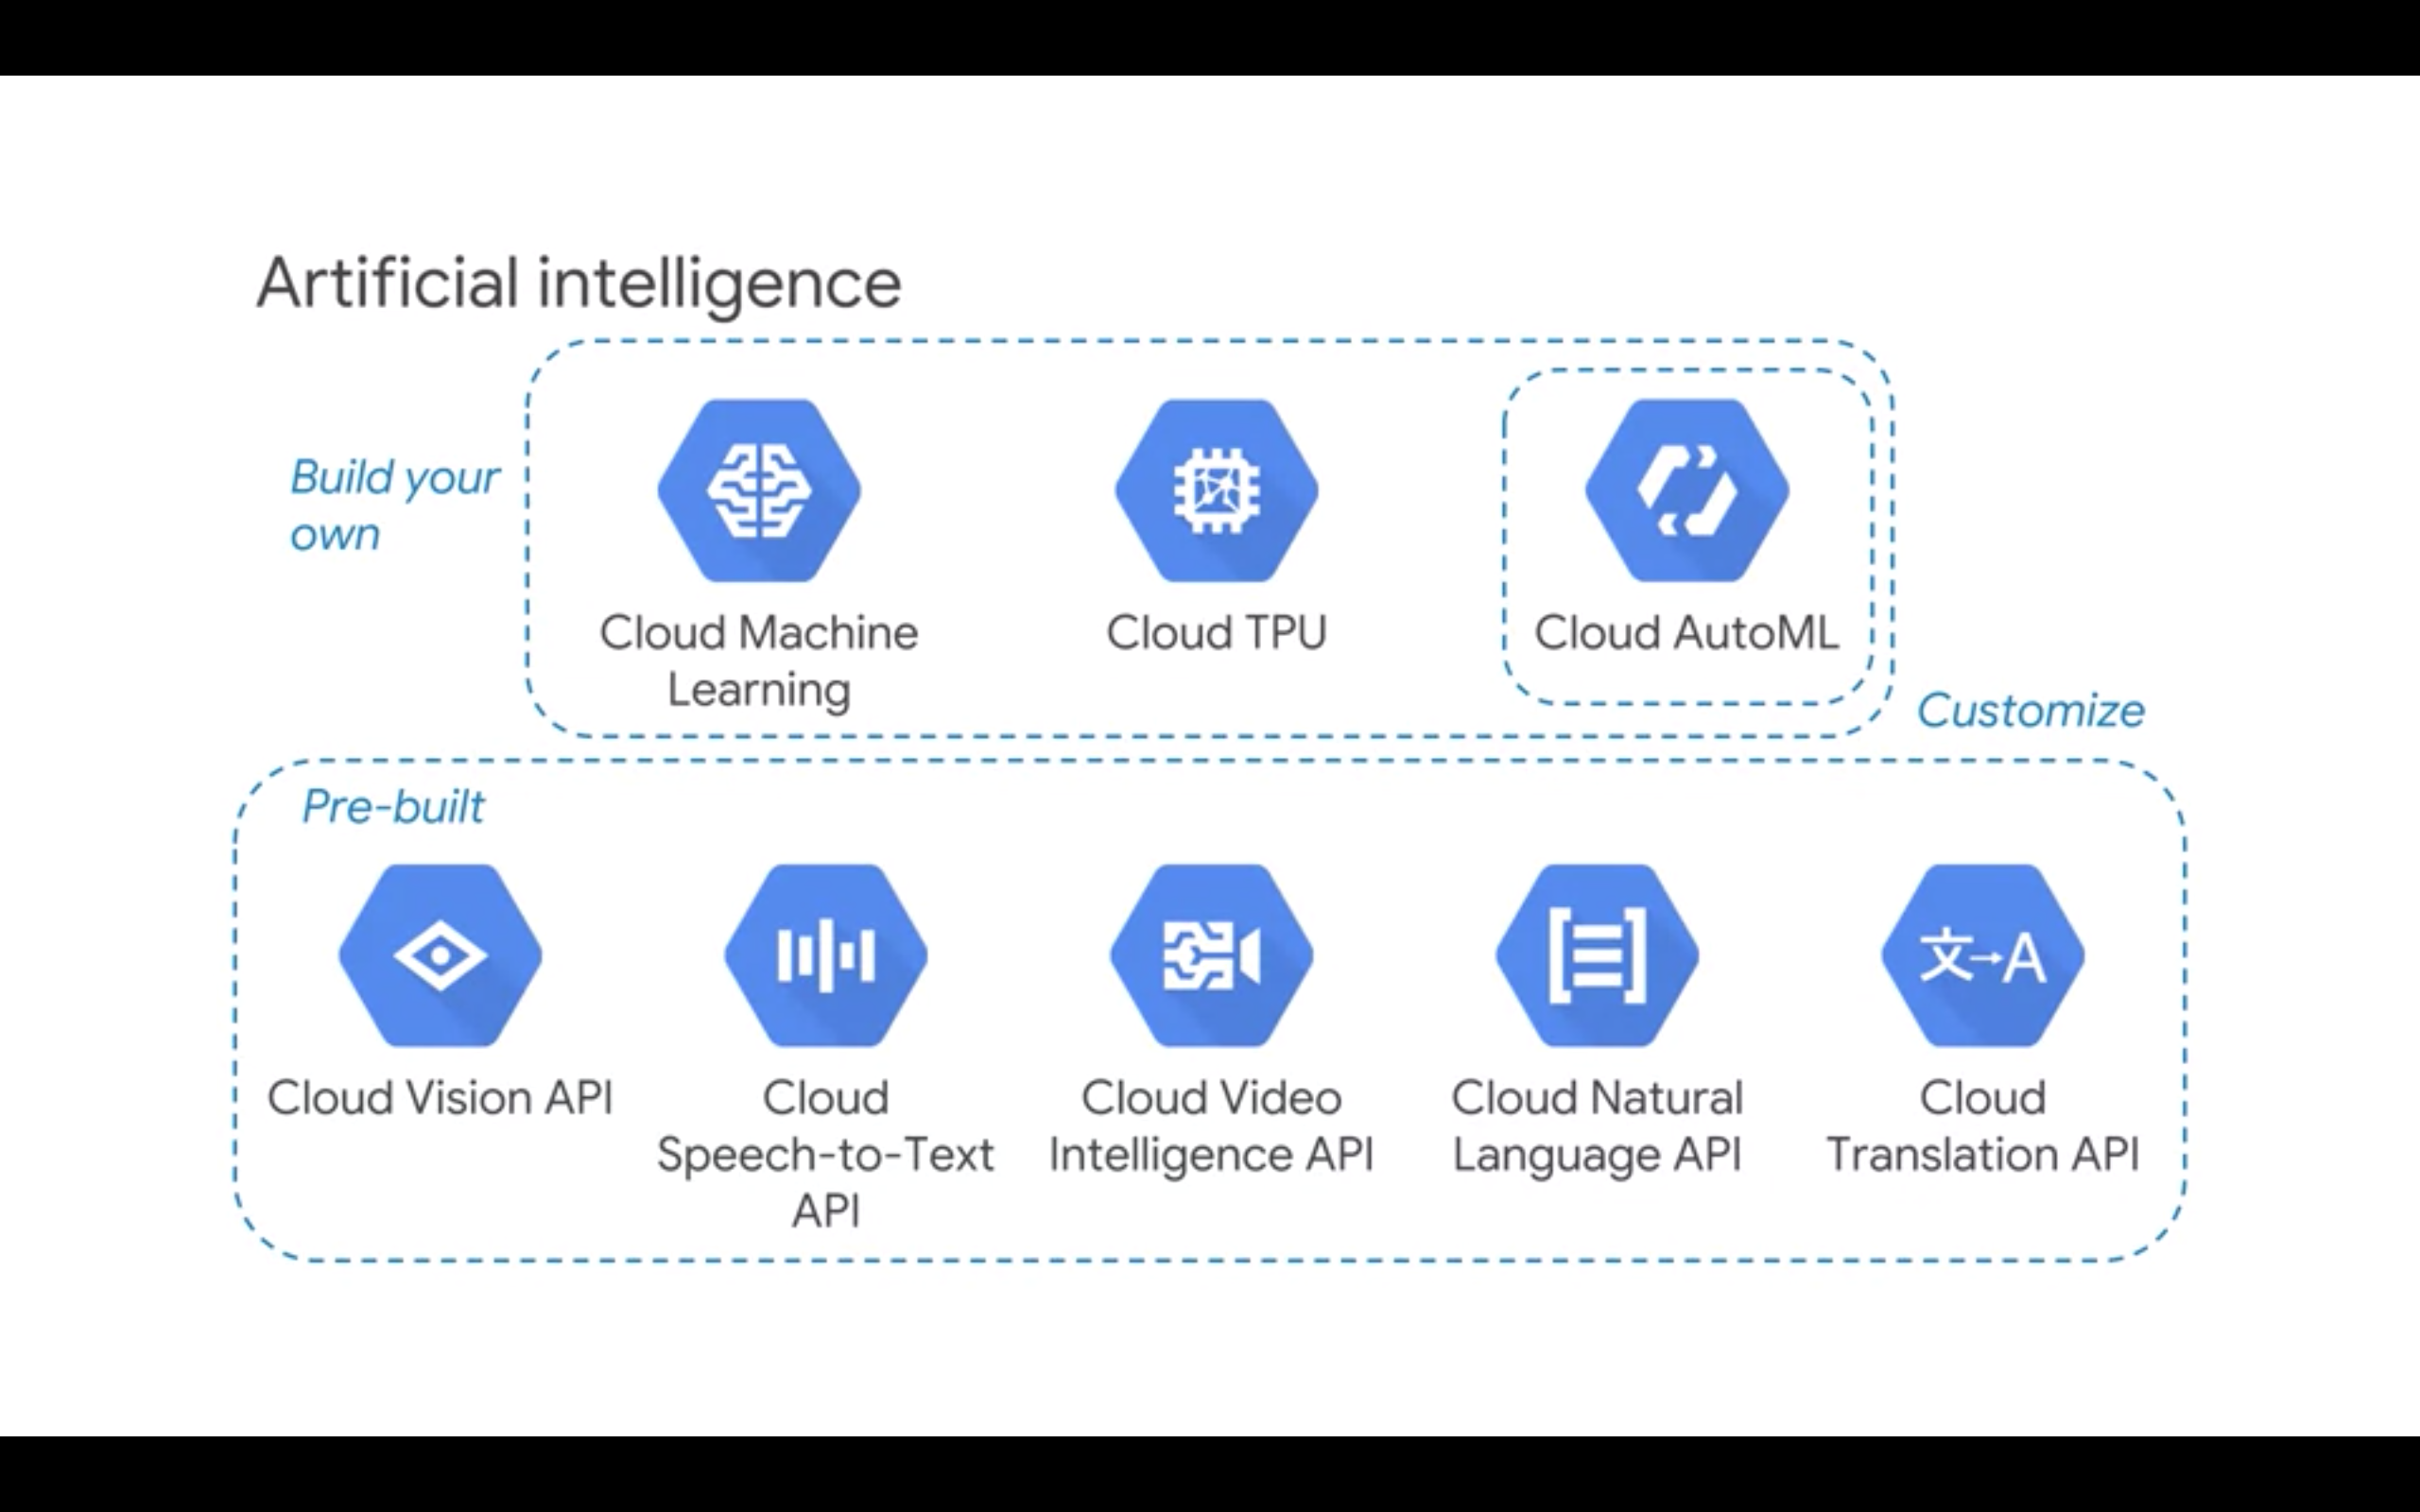 Artificial intelligence
Build your
own
Cloud Machine
Learning
Cloud TPU
Cloud AutoML
Customize
Pre-built
文→A
Cloud Vision API
Cloud
Speech-to-Text
API
Cloud Video
Intelligence API
Cloud Natural
Language API
Cloud
Translation API